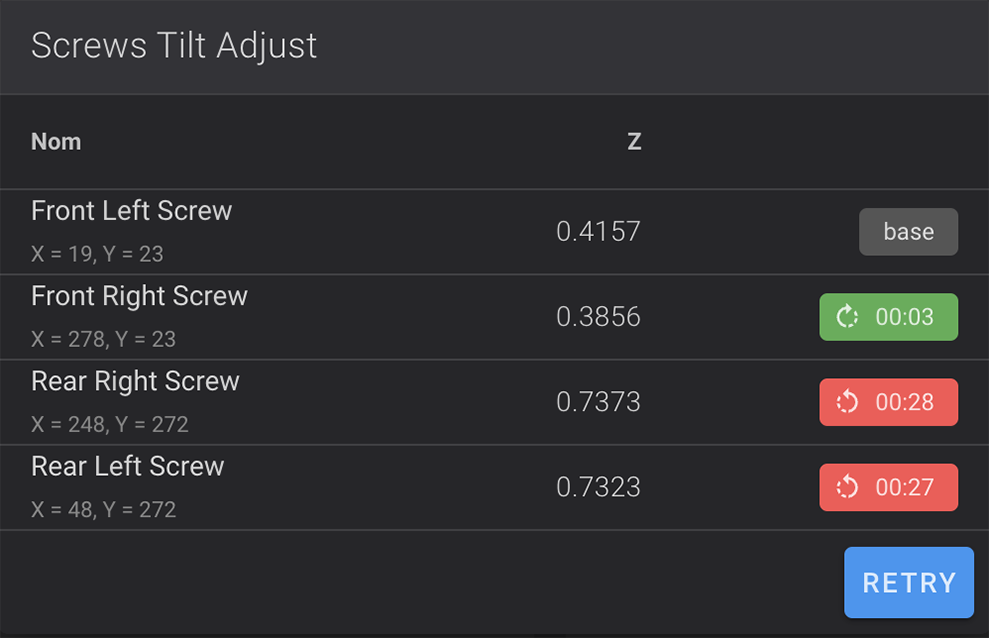 Screws Tilt Adjust
Nom Z
Front Left Screw
X = 19, Y = 23
0.4157 base
Front Right Screw
X = 278, Y = 23
0.3856 00:03
Rear Right Screw
X = 248, Y = 272
0.7373 00:28
Rear Left Screw
X = 48, Y = 272
0.7323 00:27
RETRY